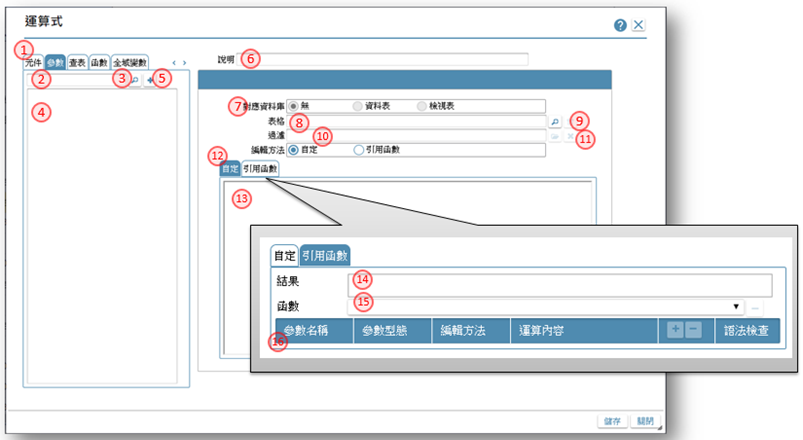 運算式
?
1
元件 參數 查表 函數 全域變數
說明 6
2 3 5
4
7 對應資料庫 無 資料表 檢視表
表格 8 9
過濾 10 11
編輯方法 自定 引用函數
12
自定 引用函數
13
自定 引用函數
結果 14
函數 15
16 參數名稱 參數型態 編輯方法 運算內容 + − 語法檢查
儲存 關閉